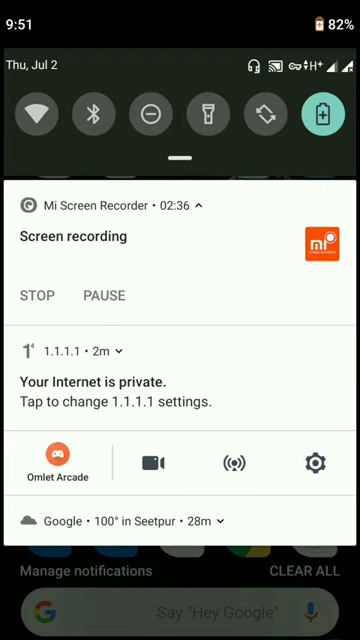 9:51
82%
Thu, Jul 2
H+
Mi Screen Recorder • 02:36
Screen recording
mi
STOP PAUSE
1.1.1.1 • 2m
Your Internet is private.
Tap to change 1.1.1.1 settings.
Omlet Arcade
Google • 100° in Seetpur • 28m
Manage notifications
CLEAR ALL
Say "Hey Google"